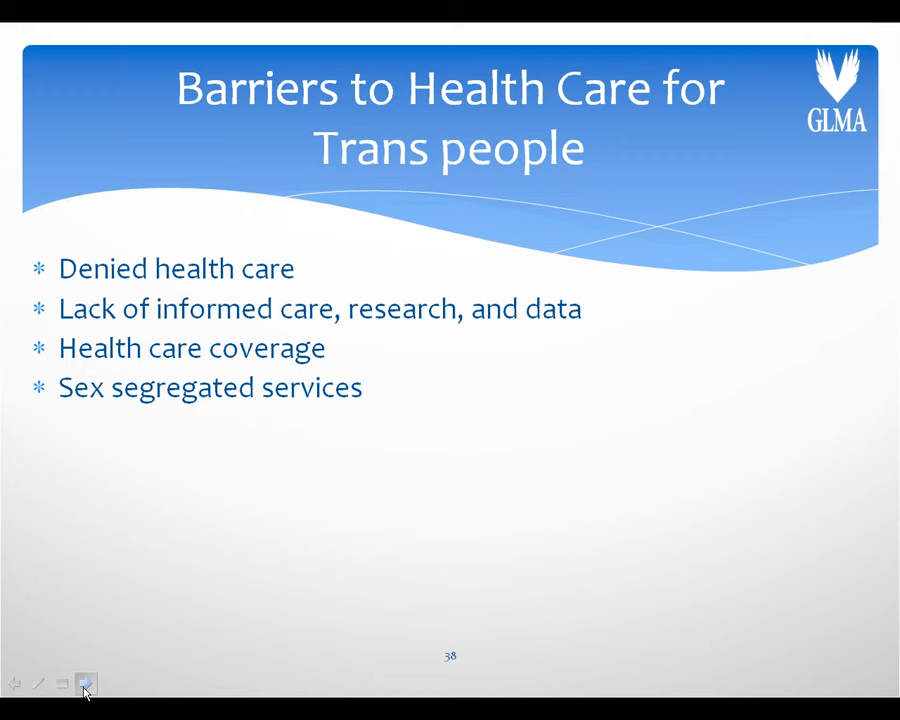 Barriers to Health Care for
Trans people
GLMA
* Denied health care
* Lack of informed care, research, and data
* Health care coverage
* Sex segregated services
38